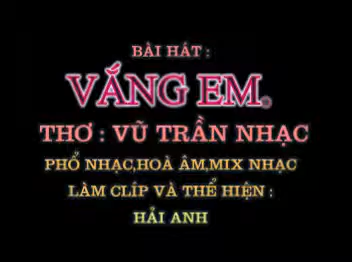 BÀI HÁT :
VẮNG EM.
THƠ : VŨ TRẦN NHẠC
PHỔ NHẠC,HOÀ ÂM,MIX NHẠC
LÀM CLÍP VÀ THỂ HIỆN :
HẢI ANH